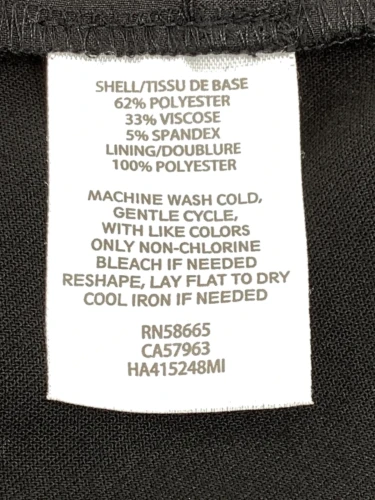 SHELL/TISSU DE BASE
62% POLYESTER
33% VISCOSE
5% SPANDEX
LINING/DOUBLURE
100% POLYESTER
MACHINE WASH COLD,
GENTLE CYCLE,
WITH LIKE COLORS
ONLY NON-CHLORINE
BLEACH IF NEEDED
RESHAPE, LAY FLAT TO DRY
COOL IRON IF NEEDED
RN58665
CA57963
HA415248MI